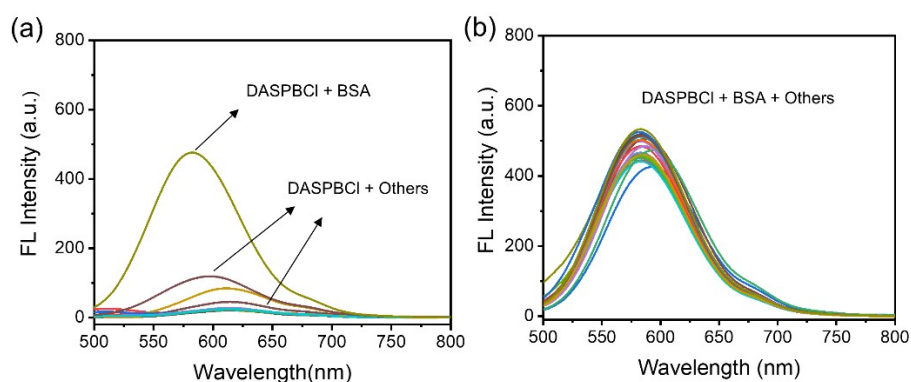 (a)
800
600
400
200
0
FL Intensity (a.u.)
DASPBCl + BSA
DASPBCl + Others
500 550 600 650 700 750 800
Wavelength(nm)
(b)
800
600
400
200
0
FL Intensity (a.u.)
DASPBCl + BSA + Others
500 550 600 650 700 750 800
Wavelength (nm)